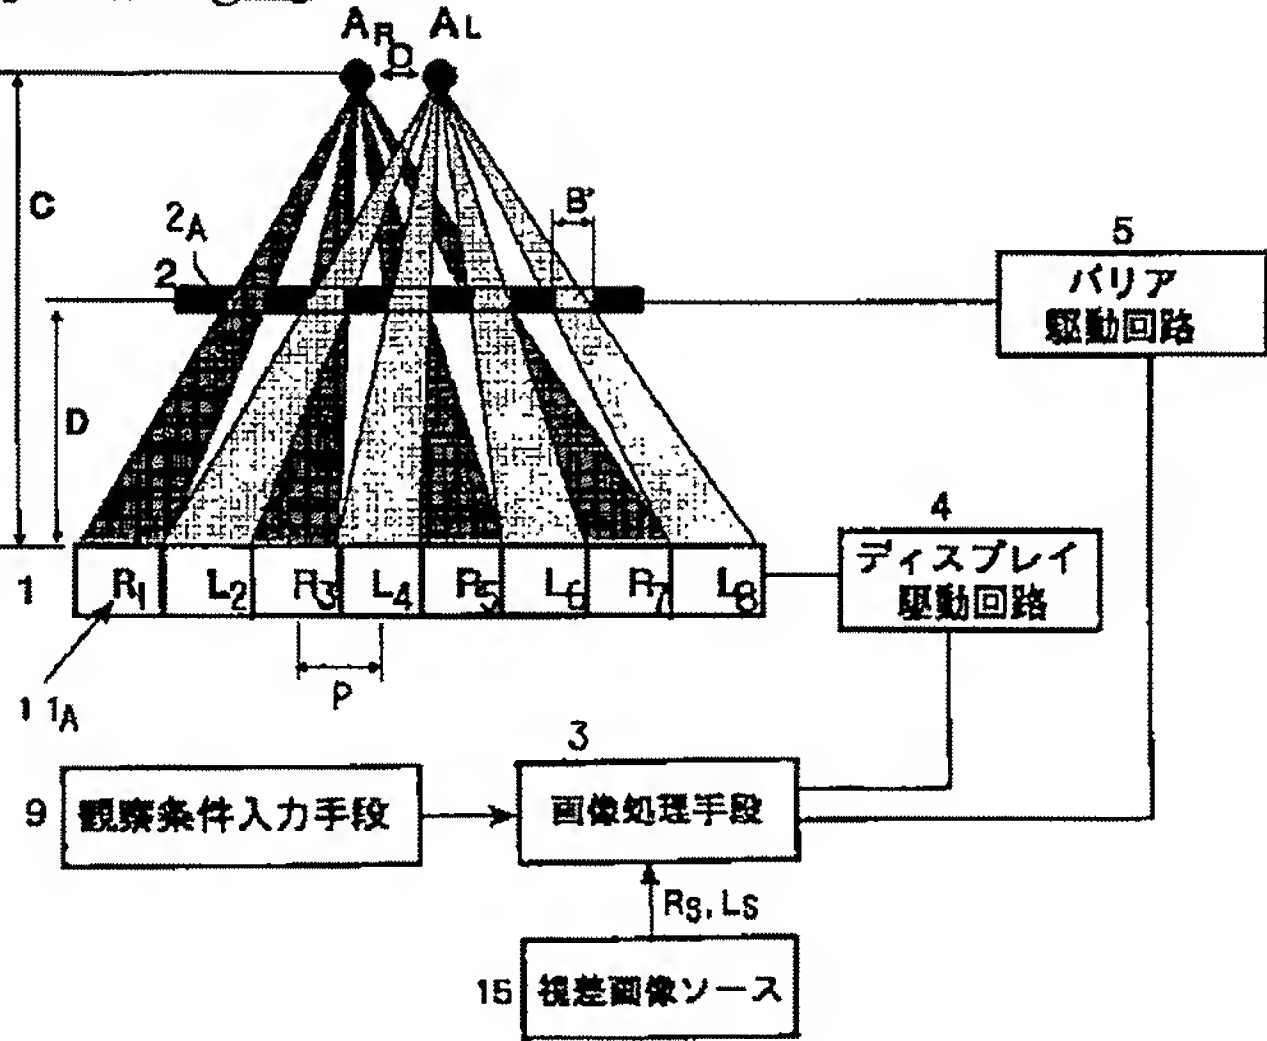 AR AL
D
C
2A
B'
2
5
バリア
駆動回路
D
4
ディスプレイ
駆動回路
1
R1 L2 R3 L4 R5 L6 R7 L8
P
11A
3
9
観察条件入力手段
画像処理手段
RS, LS
15
視差画像ソース